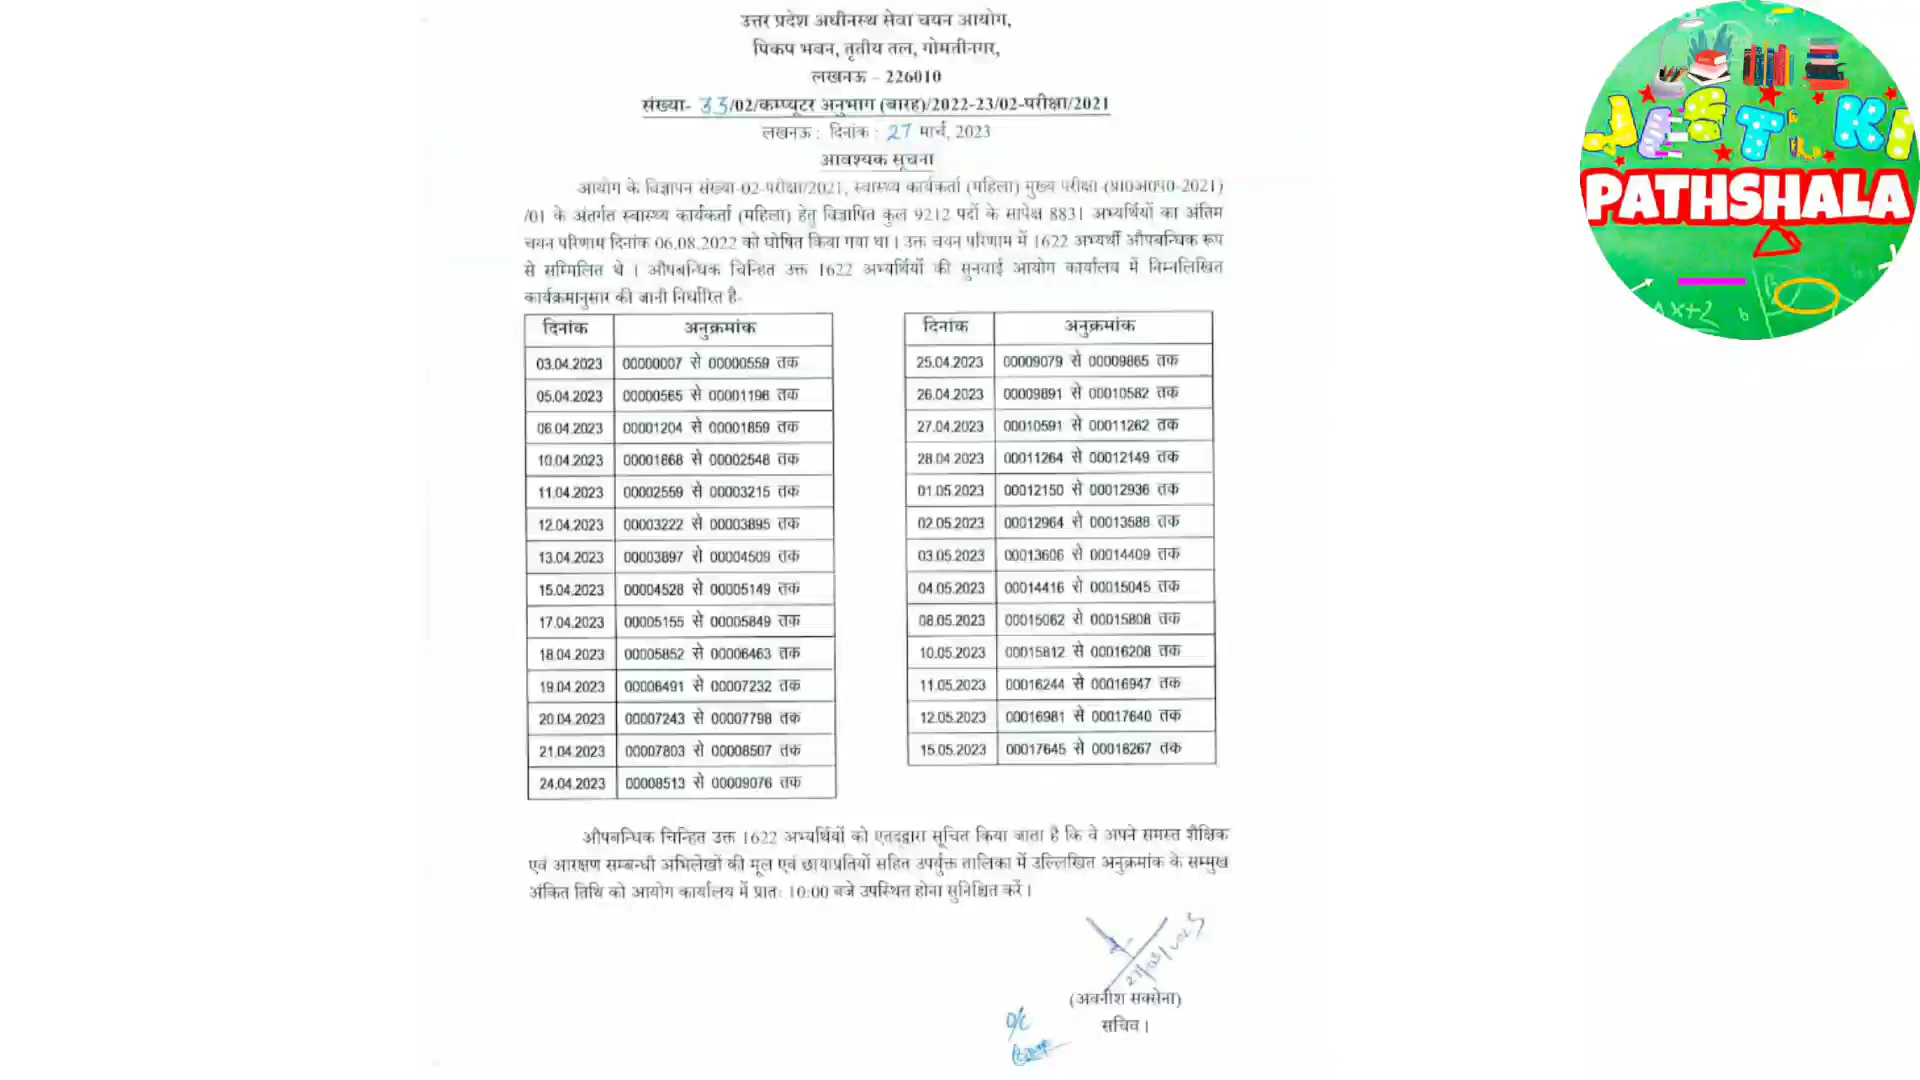 उत्तर प्रदेश अधीनस्थ सेवा चयन आयोग,
पिकप भवन, तृतीय तल, गोमतीनगर,
लखनऊ – 226010
संख्या- 33/02/कम्प्यूटर अनुभाग (बारह)/2022-23/02-परीक्षा/2021
लखनऊ : दिनांक : 27 मार्च, 2023
आवश्यक सूचना
आयोग के विज्ञापन संख्या-02-परीक्षा/2021, स्वास्थ्य कार्यकर्ता (महिला) मुख्य परीक्षा-(प्रा0अ0प0-2021)
/01 के अंतर्गत स्वास्थ्य कार्यकर्ता (महिला) हेतु विज्ञापित कुल 9212 पदों के सापेक्ष 8831 अभ्यर्थियों का अंतिम
चयन परिणाम दिनांक 06.08.2022 को घोषित किया गया था। उक्त चयन परिणाम में 1622 अभ्यर्थी औपबन्धिक रूप
से सम्मिलित थे । औपबन्धिक चिन्हित उक्त 1622 अभ्यर्थियों की सुनवाई आयोग कार्यालय में निम्नलिखित
कार्यक्रमानुसार की जानी निर्धारित है-
दिनांक अनुक्रमांक
03.04.2023 00000007 से 00000559 तक
05.04.2023 00000565 से 00001196 तक
06.04.2023 00001204 से 00001859 तक
10.04.2023 00001868 से 00002548 तक
11.04.2023 00002559 से 00003215 तक
12.04.2023 00003222 से 00003895 तक
13.04.2023 00003897 से 00004509 तक
15.04.2023 00004528 से 00005149 तक
17.04.2023 00005155 से 00005849 तक
18.04.2023 00005852 से 00006463 तक
19.04.2023 00006491 से 00007232 तक
20.04.2023 00007243 से 00007798 तक
21.04.2023 00007803 से 00008507 तक
24.04.2023 00008513 से 00009076 तक
दिनांक अनुक्रमांक
25.04.2023 00009079 से 00009865 तक
26.04.2023 00009891 से 00010582 तक
27.04.2023 00010591 से 00011262 तक
28.04.2023 00011264 से 00012149 तक
01.05.2023 00012150 से 00012936 तक
02.05.2023 00012964 से 00013588 तक
03.05.2023 00013606 से 00014409 तक
04.05.2023 00014416 से 00015045 तक
08.05.2023 00015062 से 00015808 तक
10.05.2023 00015812 से 00016208 तक
11.05.2023 00016244 से 00016947 तक
12.05.2023 00016981 से 00017640 तक
15.05.2023 00017645 से 00018267 तक
औपबन्धिक चिन्हित उक्त 1622 अभ्यर्थियों को एतद्द्वारा सूचित किया जाता है कि वे अपने समस्त शैक्षिक
एवं आरक्षण सम्बन्धी अभिलेखों की मूल एवं छायाप्रतियों सहित उपर्युक्त तालिका में उल्लिखित अनुक्रमांक के सम्मुख
अंकित तिथि को आयोग कार्यालय में प्रातः 10:00 बजे उपस्थित होना सुनिश्चित करें।
27/03/2023
(अवनीश सक्सेना)
सचिव।
O/C
JEET KI
PATHSHALA
x+2